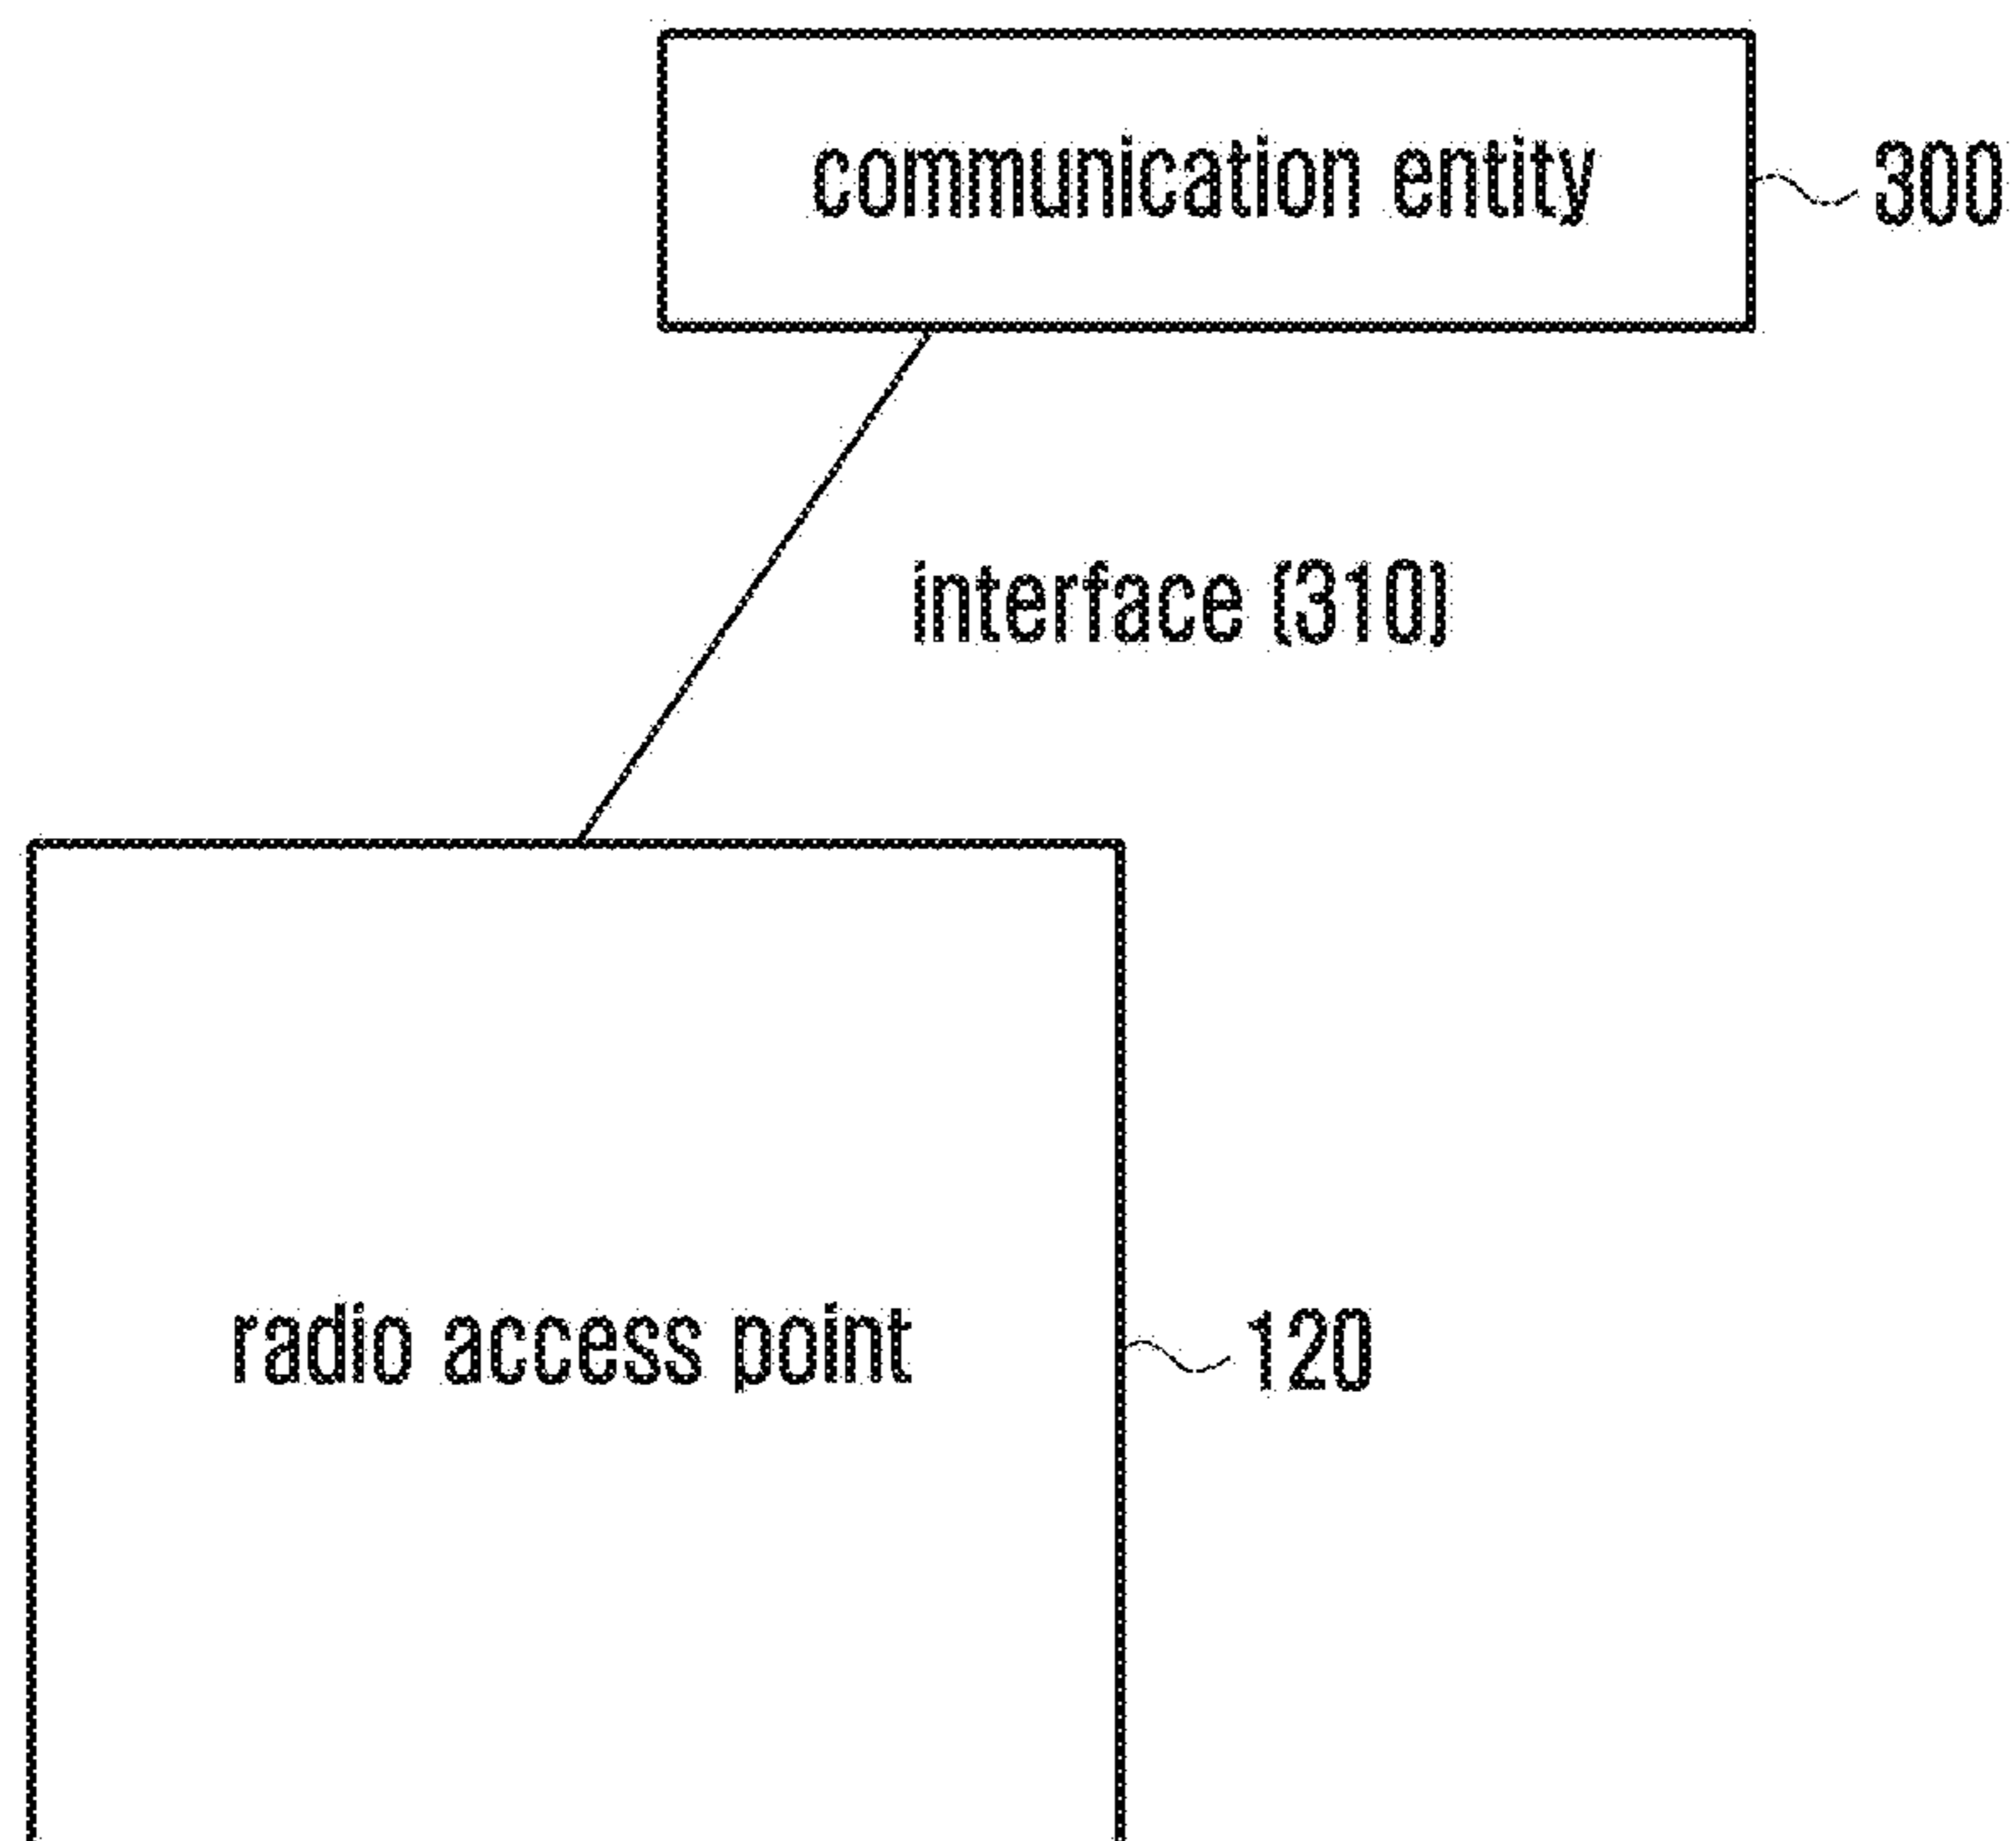 communication entity 300
interface (310)
radio access point 120